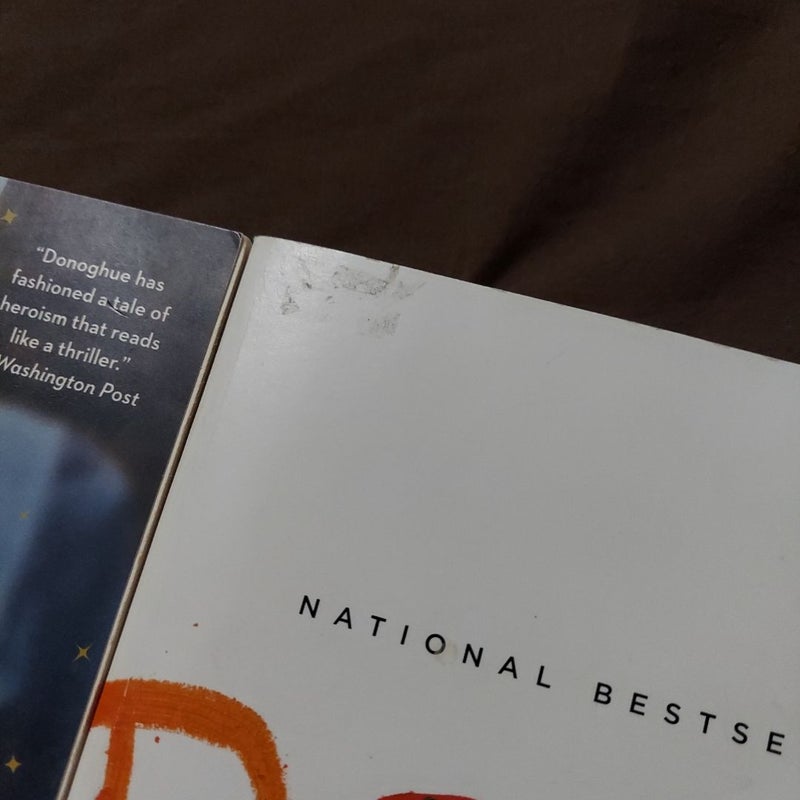 “Donoghue has
fashioned a tale of
heroism that reads
like a thriller.”
Washington Post
NATIONAL BESTSE